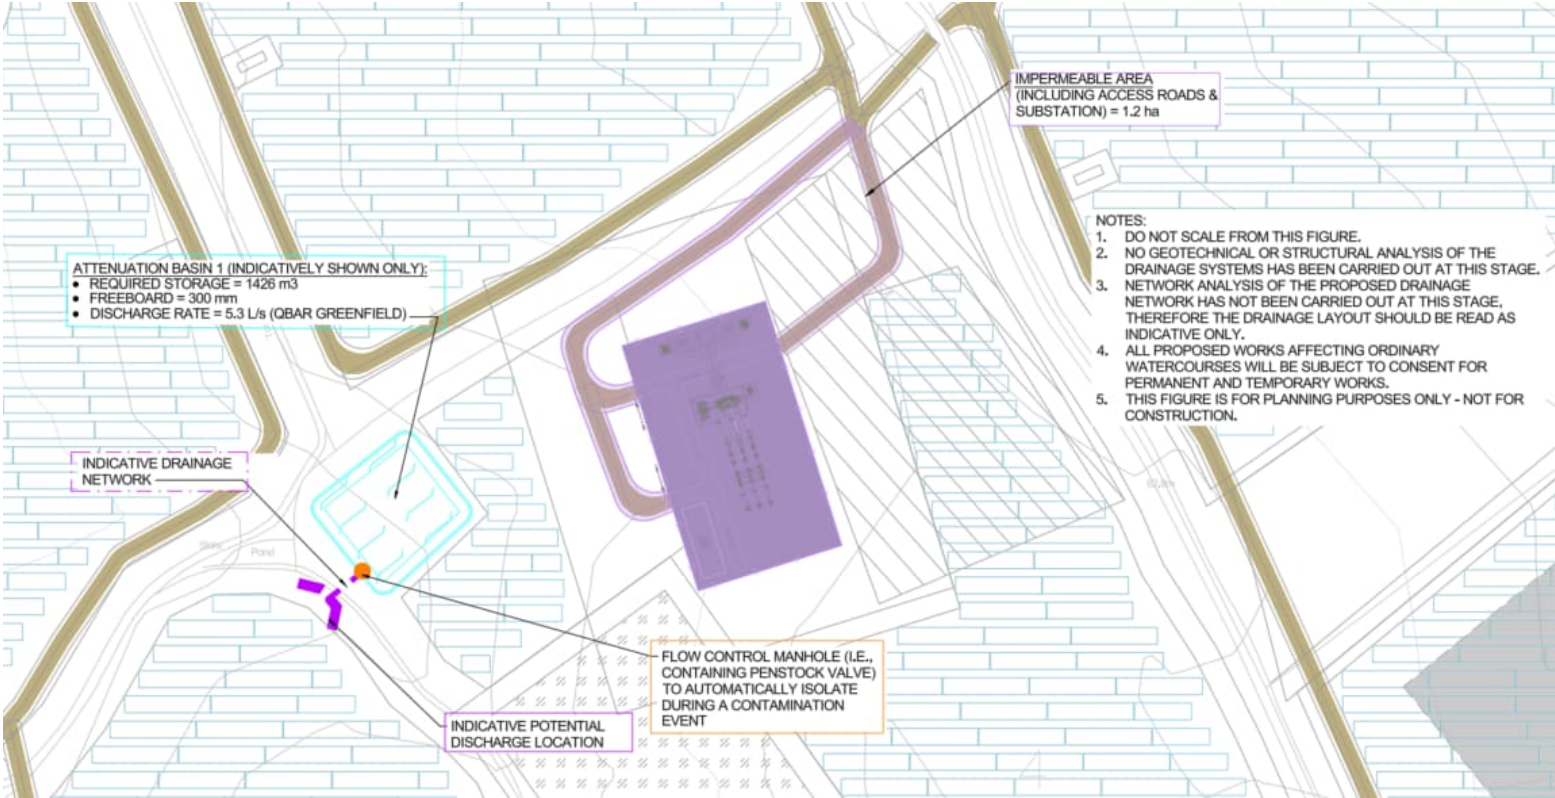 IMPERMEABLE AREA
(INCLUDING ACCESS ROADS &
SUBSTATION) = 1.2 ha
NOTES:
1. DO NOT SCALE FROM THIS FIGURE.
2. NO GEOTECHNICAL OR STRUCTURAL ANALYSIS OF THE
DRAINAGE SYSTEMS HAS BEEN CARRIED OUT AT THIS STAGE.
3. NETWORK ANALYSIS OF THE PROPOSED DRAINAGE
NETWORK HAS NOT BEEN CARRIED OUT AT THIS STAGE,
THEREFORE THE DRAINAGE LAYOUT SHOULD BE READ AS
INDICATIVE ONLY.
4. ALL PROPOSED WORKS AFFECTING ORDINARY
WATERCOURSES WILL BE SUBJECT TO CONSENT FOR
PERMANENT AND TEMPORARY WORKS.
5. THIS FIGURE IS FOR PLANNING PURPOSES ONLY - NOT FOR
CONSTRUCTION.
ATTENUATION BASIN 1 (INDICATIVELY SHOWN ONLY):
• REQUIRED STORAGE = 1426 m3
• FREEBOARD = 300 mm
• DISCHARGE RATE = 5.3 L/s (QBAR GREENFIELD)
INDICATIVE DRAINAGE
NETWORK
Pond
FLOW CONTROL MANHOLE (I.E.,
CONTAINING PENSTOCK VALVE)
TO AUTOMATICALLY ISOLATE
DURING A CONTAMINATION
EVENT
INDICATIVE POTENTIAL
DISCHARGE LOCATION